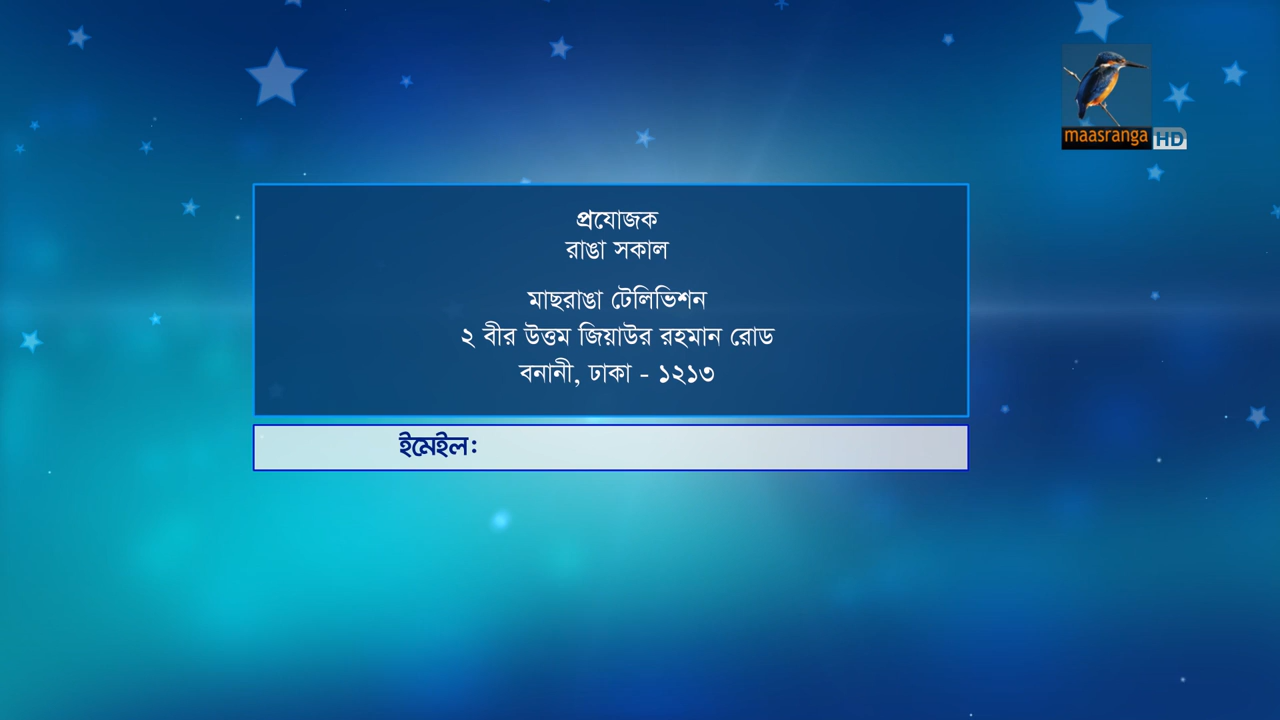 maasranga HD
প্রযোজক
রাঙা সকাল
মাছরাঙা টেলিভিশন
২ বীর উত্তম জিয়াউর রহমান রোড
বনানী, ঢাকা - ১২১৩
ইমেইল: